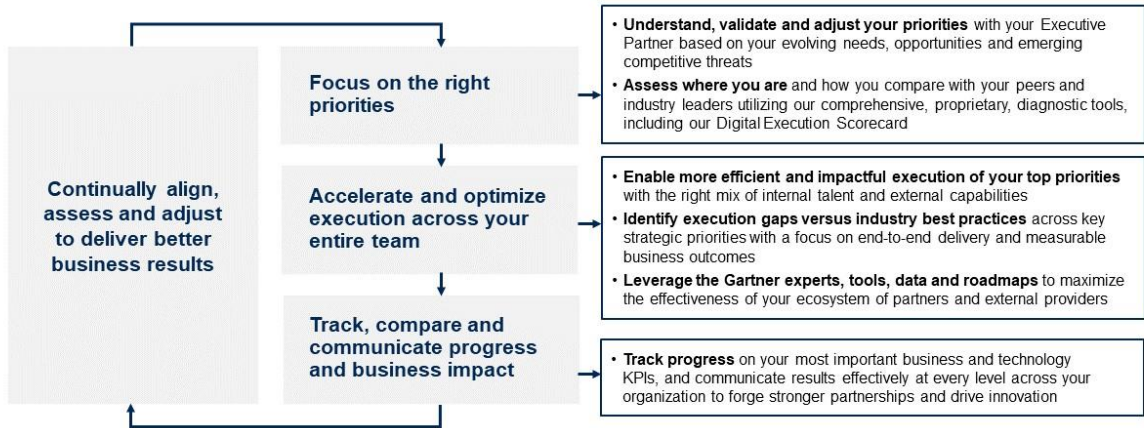 Continually align,
assess and adjust
to deliver better
business results
Focus on the right
priorities
• Understand, validate and adjust your priorities with your Executive
Partner based on your evolving needs, opportunities and emerging
competitive threats
• Assess where you are and how you compare with your peers and
industry leaders utilizing our comprehensive, proprietary, diagnostic tools,
including our Digital Execution Scorecard
Accelerate and optimize
execution across your
entire team
• Enable more efficient and impactful execution of your top priorities
with the right mix of internal talent and external capabilities
• Identify execution gaps versus industry best practices across key
strategic priorities with a focus on end-to-end delivery and measurable
business outcomes
• Leverage the Gartner experts, tools, data and roadmaps to maximize
the effectiveness of your ecosystem of partners and external providers
Track, compare and
communicate progress
and business impact
• Track progress on your most important business and technology
KPIs, and communicate results effectively at every level across your
organization to forge stronger partnerships and drive innovation